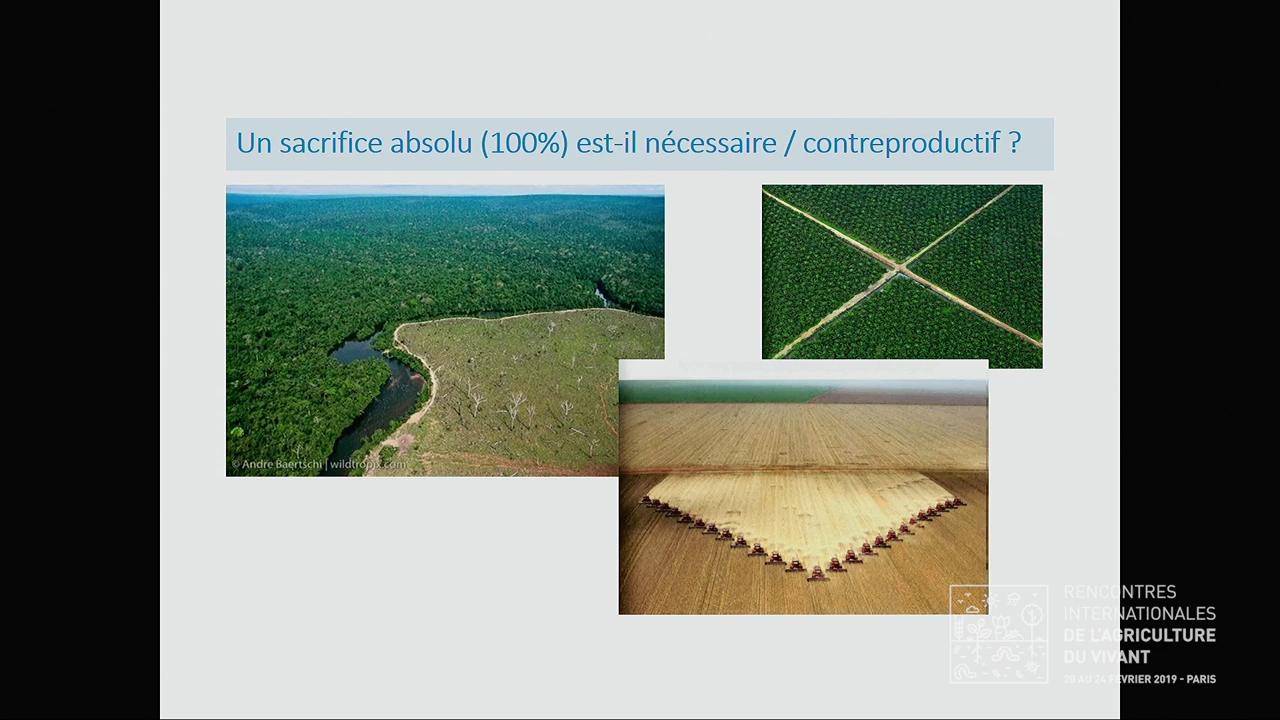 Un sacrifice absolu (100%) est-il nécessaire / contreproductif ?
© Andre Baertschi | wildtropix.com
RENCONTRES
INTERNATIONALES
DE L'AGRICULTURE
DU VIVANT
20 AU 24 FÉVRIER 2019 - PARIS